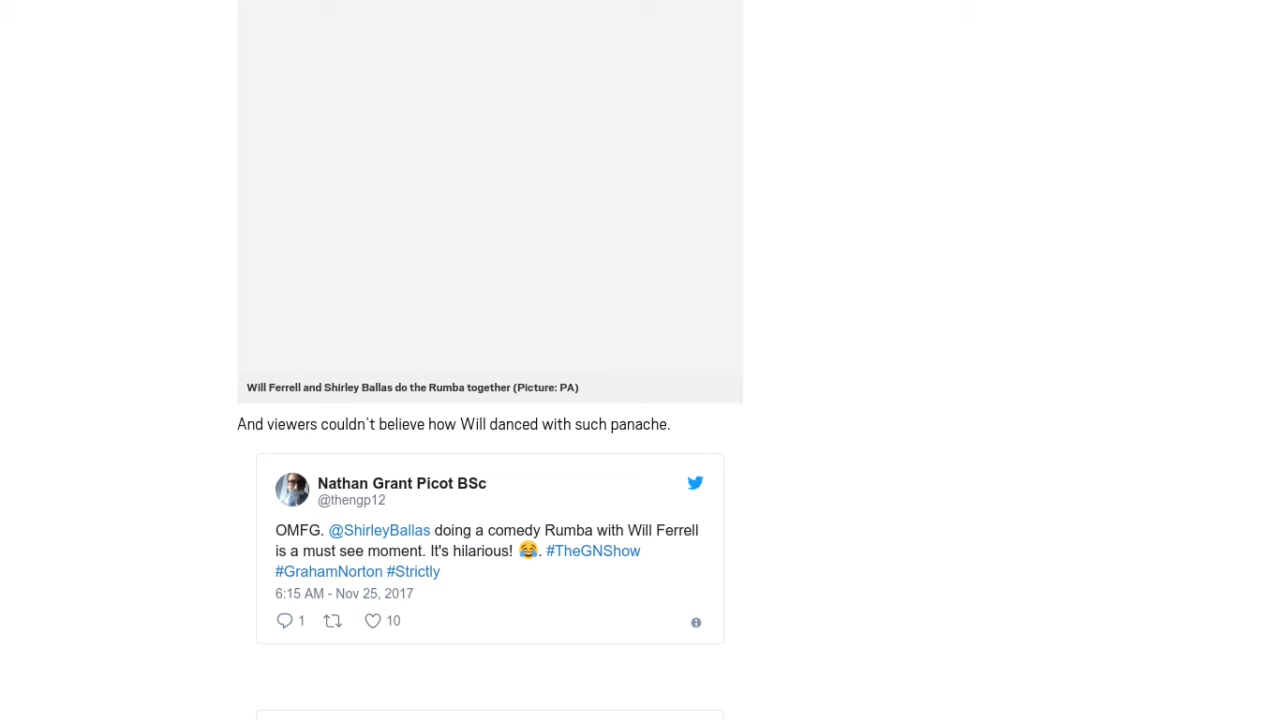 Will Ferrell and Shirley Ballas do the Rumba together (Picture: PA)
And viewers couldn't believe how Will danced with such panache.
Nathan Grant Picot BSc
@thengp12
OMFG. @ShirleyBallas doing a comedy Rumba with Will Ferrell
is a must see moment. It's hilarious! 😂. #TheGNShow
#GrahamNorton #Strictly
6:15 AM - Nov 25, 2017
1 10